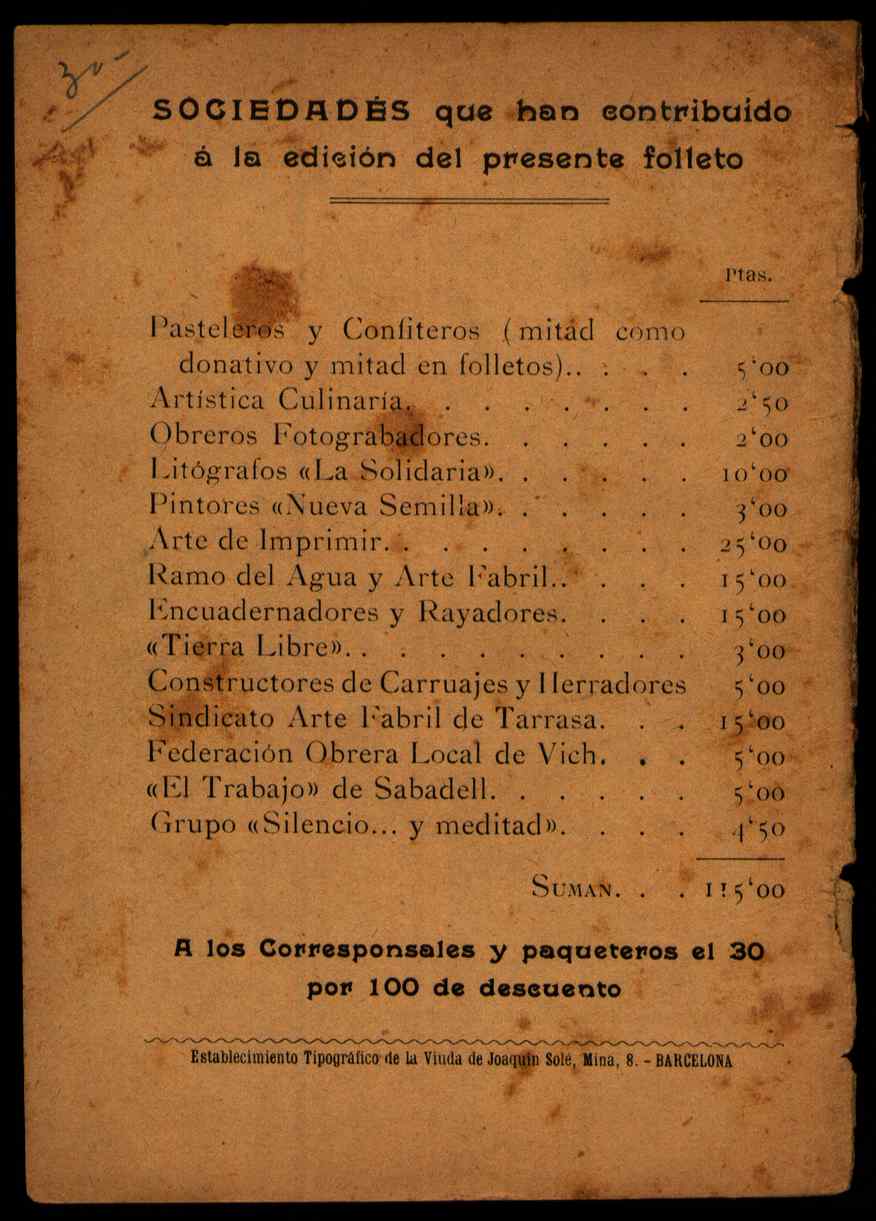 30-
SOCIEDADES que han contribuído
á la edición del presente folleto
Ptas.
Pasteleros y Confiteros (mitad como
donativo y mitad en folletos).. . . . 5‘00
Artística Culinaria. . . . . . . . 2‘50
Obreros Fotograbadores. . . . . . 2‘00
Litógrafos «La Solidaria». . . . . . 10‘00
Pintores «Nueva Semilla». . . . . . 3‘00
Arte de Imprimir. . . . . . . . . 25‘00
Ramo del Agua y Arte Fabril.. . . . 15‘00
Encuadernadores y Rayadores. . . . 15‘00
«Tierra Libre». . . . . . . . . . 3‘00
Constructores de Carruajes y Herradores 5‘00
Sindicato Arte Fabril de Tarrasa. . . . 15‘00
Federación Obrera Local de Vich. . . 5‘00
«El Trabajo» de Sabadell. . . . . . 5‘00
Grupo «Silencio... y meditad». . . . 4‘50
SUMAN. . . 115‘00
A los Corresponsales y paqueteros el 30
por 100 de descuento
Establecimiento Tipográfico de la Viuda de Joaquín Solé, Mina, 8. - BARCELONA